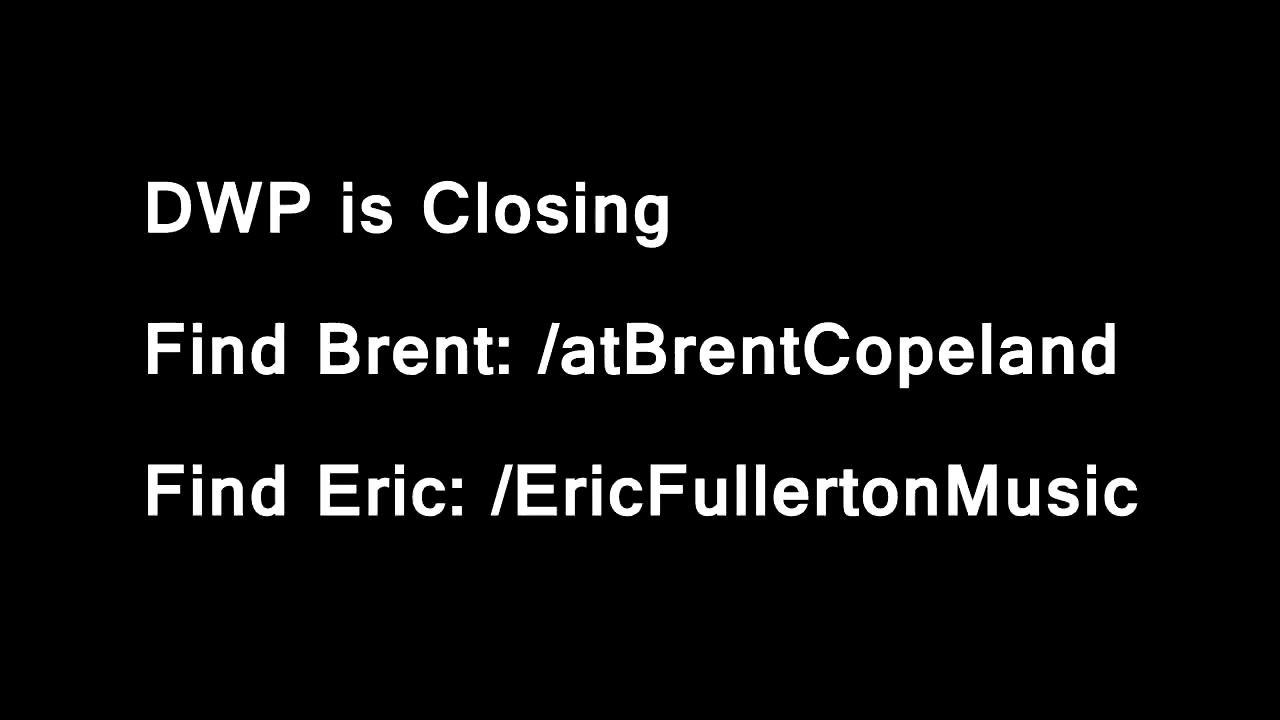 DWP is Closing
Find Brent: /atBrentCopeland
Find Eric: /EricFullertonMusic